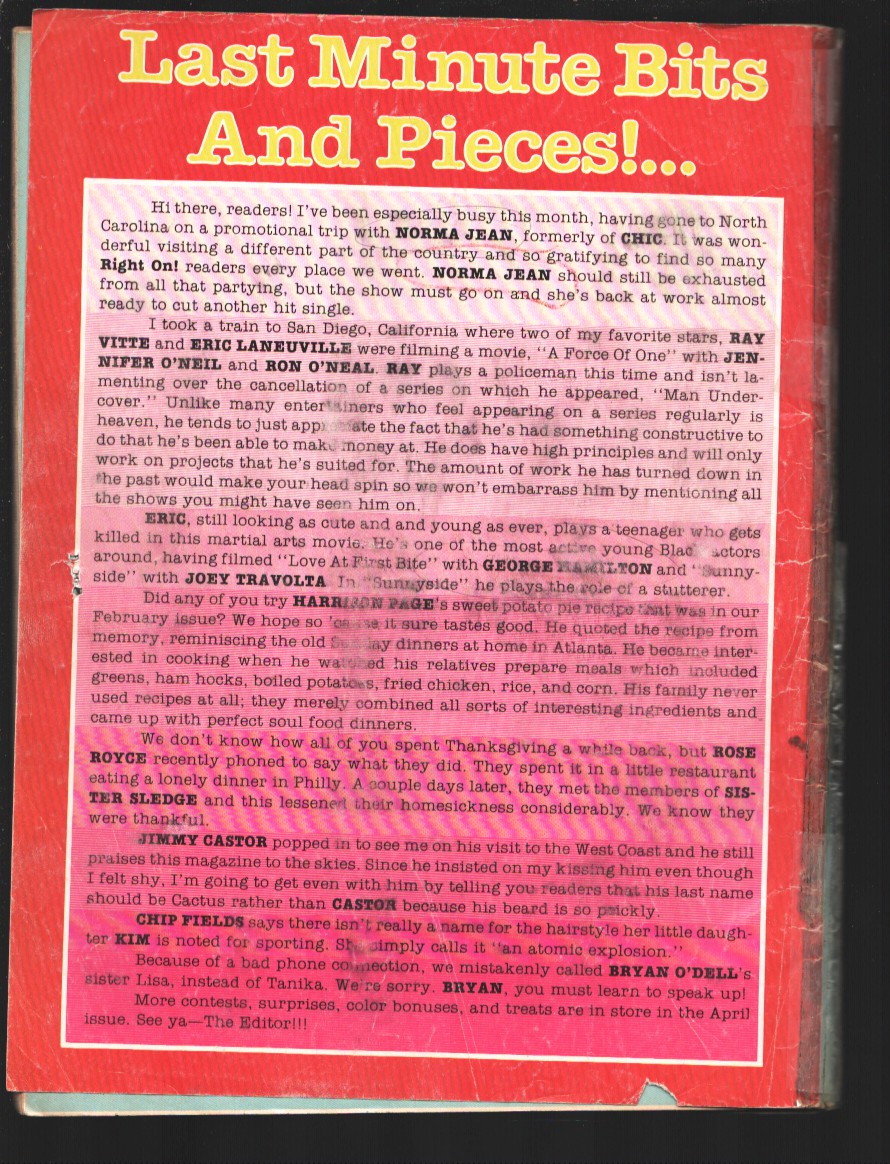 Last Minute Bits
And Pieces!...
Hi there, readers! I've been especially busy this month, having gone to North
Carolina on a promotional trip with NORMA JEAN, formerly of CHIC. It was won-
derful visiting a different part of the country and so gratifying to find so many
Right On! readers every place we went. NORMA JEAN should still be exhausted
from all that partying, but the show must go on and she's back at work almost
ready to cut another hit single.
I took a train to San Diego, California where two of my favorite stars, RAY
VITTE and ERIC LANEUVILLE were filming a movie, "A Force Of One" with JEN-
NIFER O'NEIL and RON O'NEAL. RAY plays a policeman this time and isn't la-
menting over the cancellation of a series on which he appeared, "Man Under-
cover." Unlike many entertainers who feel appearing on a series regularly is
heaven, he tends to just appreciate the fact that he's had something constructive to
do that he's been able to make money at. He does have high principles and will only
work on projects that he's suited for. The amount of work he has turned down in
the past would make your head spin so we won't embarrass him by mentioning all
the shows you might have seen him on.
ERIC, still looking as cute and and young as ever, plays a teenager who gets
killed in this martial arts movie. He's one of the most active young Black actors
around, having filmed "Love At First Bite" with GEORGE HAMILTON and "Sunny-
side" with JOEY TRAVOLTA. In "Sunnyside" he plays the role of a stutterer.
Did any of you try HARRISON PAGE's sweet potato pie recipe that was in our
February issue? We hope so 'cause it sure tastes good. He quoted the recipe from
memory, reminiscing the old Sunday dinners at home in Atlanta. He became inter-
ested in cooking when he watched his relatives prepare meals which included
greens, ham hocks, boiled potatoes, fried chicken, rice, and corn. His family never
used recipes at all; they merely combined all sorts of interesting ingredients and
came up with perfect soul food dinners.
We don't know how all of you spent Thanksgiving a while back, but ROSE
ROYCE recently phoned to say what they did. They spent it in a little restaurant
eating a lonely dinner in Philly. A couple days later, they met the members of SIS-
TER SLEDGE and this lessened their homesickness considerably. We know they
were thankful.
JIMMY CASTOR popped in to see me on his visit to the West Coast and he still
praises this magazine to the skies. Since he insisted on my kissing him even though
I felt shy, I'm going to get even with him by telling you readers that his last name
should be Cactus rather than CASTOR because his beard is so prickly.
CHIP FIELDS says there isn't really a name for the hairstyle her little daugh-
ter KIM is noted for sporting. She simply calls it "an atomic explosion."
Because of a bad phone connection, we mistakenly called BRYAN O'DELL's
sister Lisa, instead of Tanika. We're sorry. BRYAN, you must learn to speak up!
More contests, surprises, color bonuses, and treats are in store in the April
issue. See ya—The Editor!!!